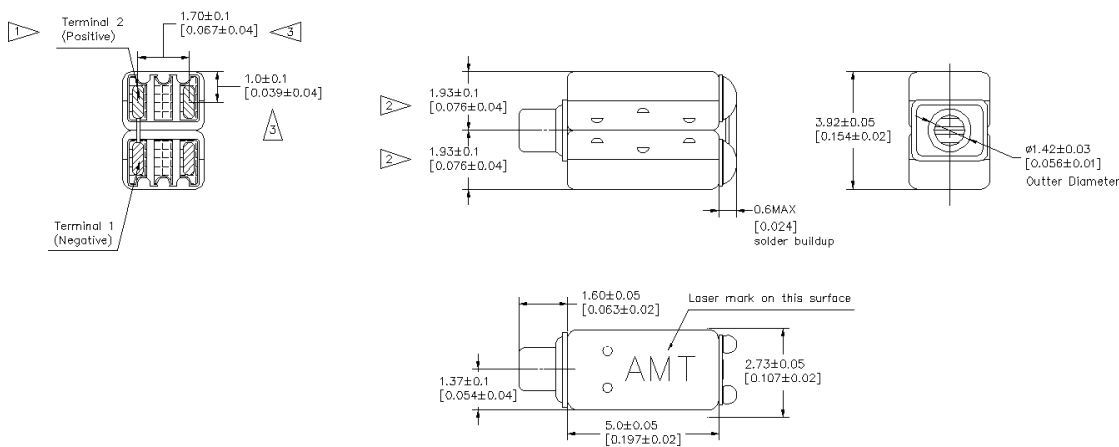 1
Terminal 2
(Positive)
1.70±0.1
[0.067±0.04]
3
1.0±0.1
[0.039±0.04]
3
Terminal 1
(Negative)
2
1.93±0.1
[0.076±0.04]
2
1.93±0.1
[0.076±0.04]
0.6MAX
[0.024]
solder buildup
3.92±0.05
[0.154±0.02]
ø1.42±0.03
[0.056±0.01]
Outter Diameter
1.60±0.05
[0.063±0.02]
Laser mark on this surface
AMT
1.37±0.1
[0.054±0.04]
2.73±0.05
[0.107±0.02]
5.0±0.05
[0.197±0.02]